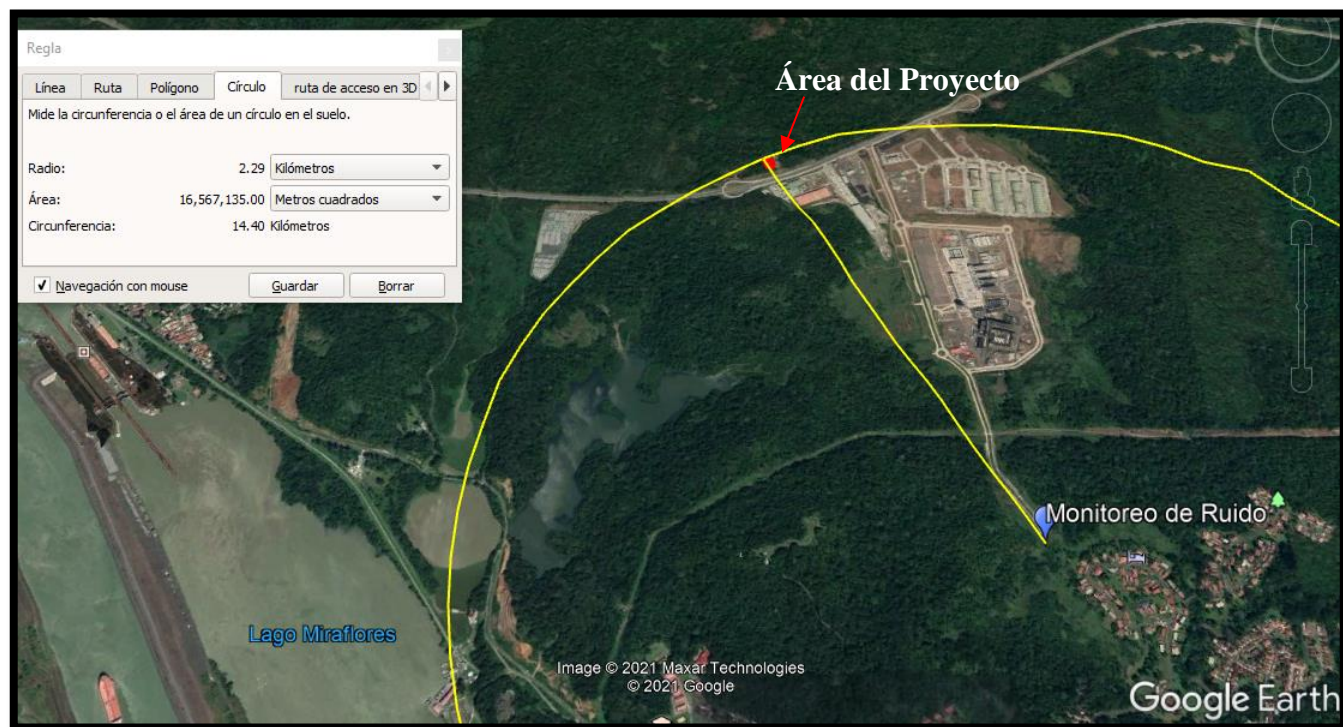 Regla
Línea
Ruta
Polígono
Círculo
ruta de acceso en 3D
Mide la circunferencia o el área de un círculo en el suelo.
Radio:
2.29 Kilómetros
Área:
16,567,135.00 Metros cuadrados
Circunferencia:
14.40 Kilómetros
Navegación con mouse
Guardar
Borrar
Área del Proyecto
Monitoreo de Ruido
Lago Miraflores
Image © 2021 Maxar Technologies
© 2021 Google
Google Earth